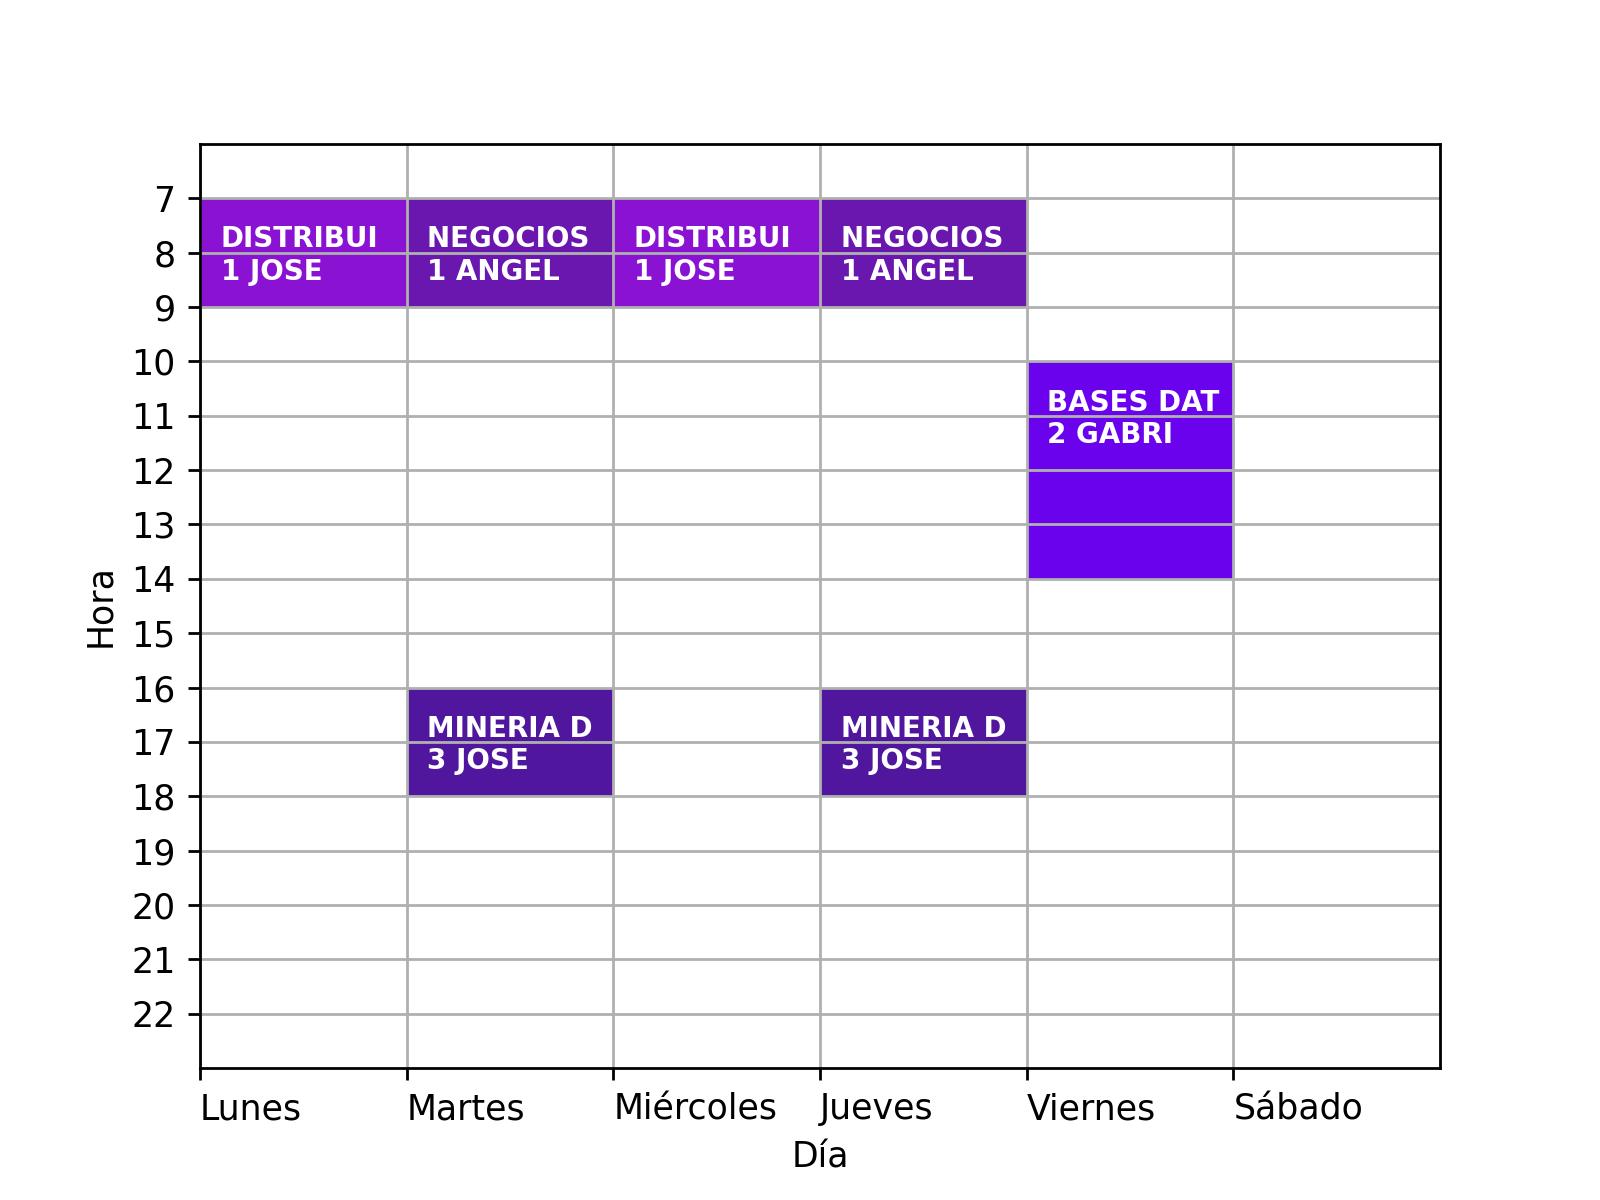 7
DISTRIBUI
1 JOSE
NEGOCIOS
1 ANGEL
DISTRIBUI
1 JOSE
NEGOCIOS
1 ANGEL
8
9
10
BASES DAT
2 GABRI
11
12
13
14
Hora
15
16
MINERIA D
3 JOSE
MINERIA D
3 JOSE
17
18
19
20
21
22
Lunes Martes Miércoles Jueves Viernes Sábado
Día